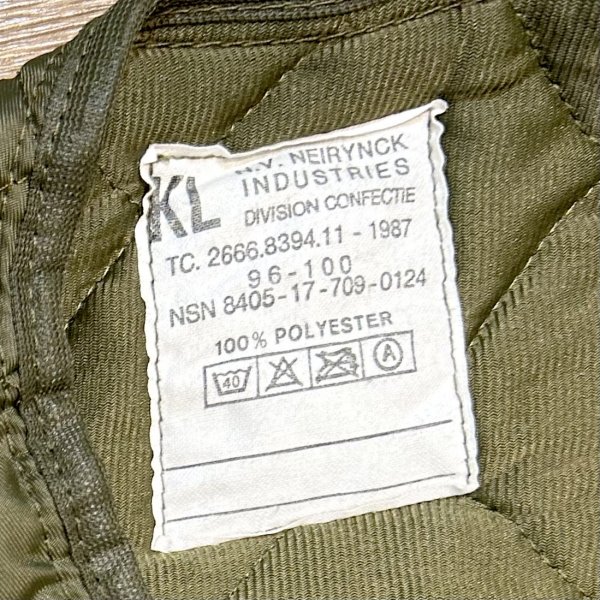 KL N.V. NEIRYNCK
INDUSTRIES
DIVISION CONFECTIE
TC. 2666.8394.11 - 1987
96-100
NSN 8405-17-709-0124
100% POLYESTER
40 A